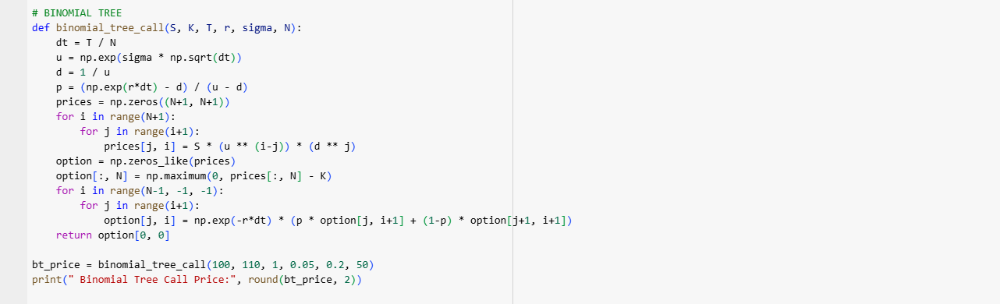 # BINOMIAL TREE
def binomial_tree_call(S, K, T, r, sigma, N):
    dt = T / N
    u = np.exp(sigma * np.sqrt(dt))
    d = 1 / u
    p = (np.exp(r*dt) - d) / (u - d)
    prices = np.zeros((N+1, N+1))
    for i in range(N+1):
        for j in range(i+1):
            prices[j, i] = S * (u ** (i-j)) * (d ** j)
    option = np.zeros_like(prices)
    option[:, N] = np.maximum(0, prices[:, N] - K)
    for i in range(N-1, -1, -1):
        for j in range(i+1):
            option[j, i] = np.exp(-r*dt) * (p * option[j, i+1] + (1-p) * option[j+1, i+1])
    return option[0, 0]

bt_price = binomial_tree_call(100, 110, 1, 0.05, 0.2, 50)
print(" Binomial Tree Call Price:", round(bt_price, 2))